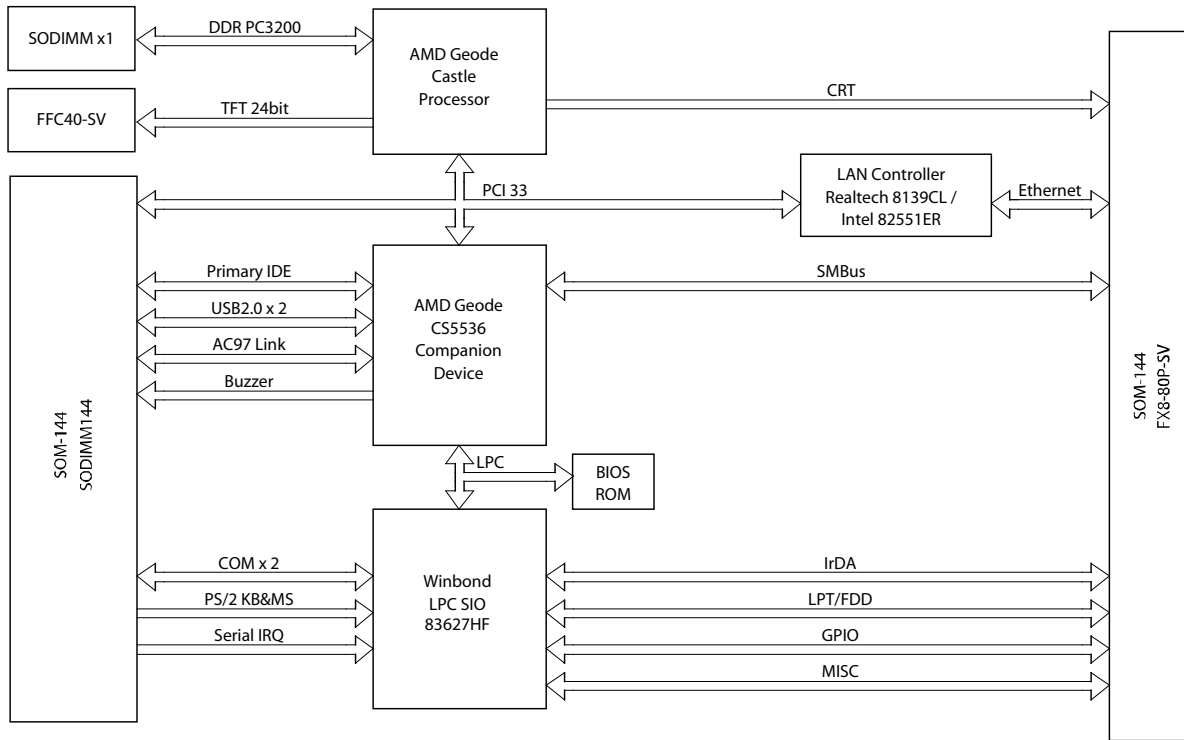 SODIMM x1
DDR PC3200
AMD Geode
Castle
Processor
FFC40-SV
TFT 24bit
CRT
PCI 33
LAN Controller
Realtech 8139CL /
Intel 82551ER
Ethernet
Primary IDE
USB2.0 x 2
AC97 Link
Buzzer
AMD Geode
CS5536
Companion
Device
SMBus
SOM-144
SODIMM144
SOM-144
FX8-80P-SV
LPC
BIOS
ROM
COM x 2
PS/2 KB&MS
Serial IRQ
Winbond
LPC SIO
83627HF
IrDA
LPT/FDD
GPIO
MISC